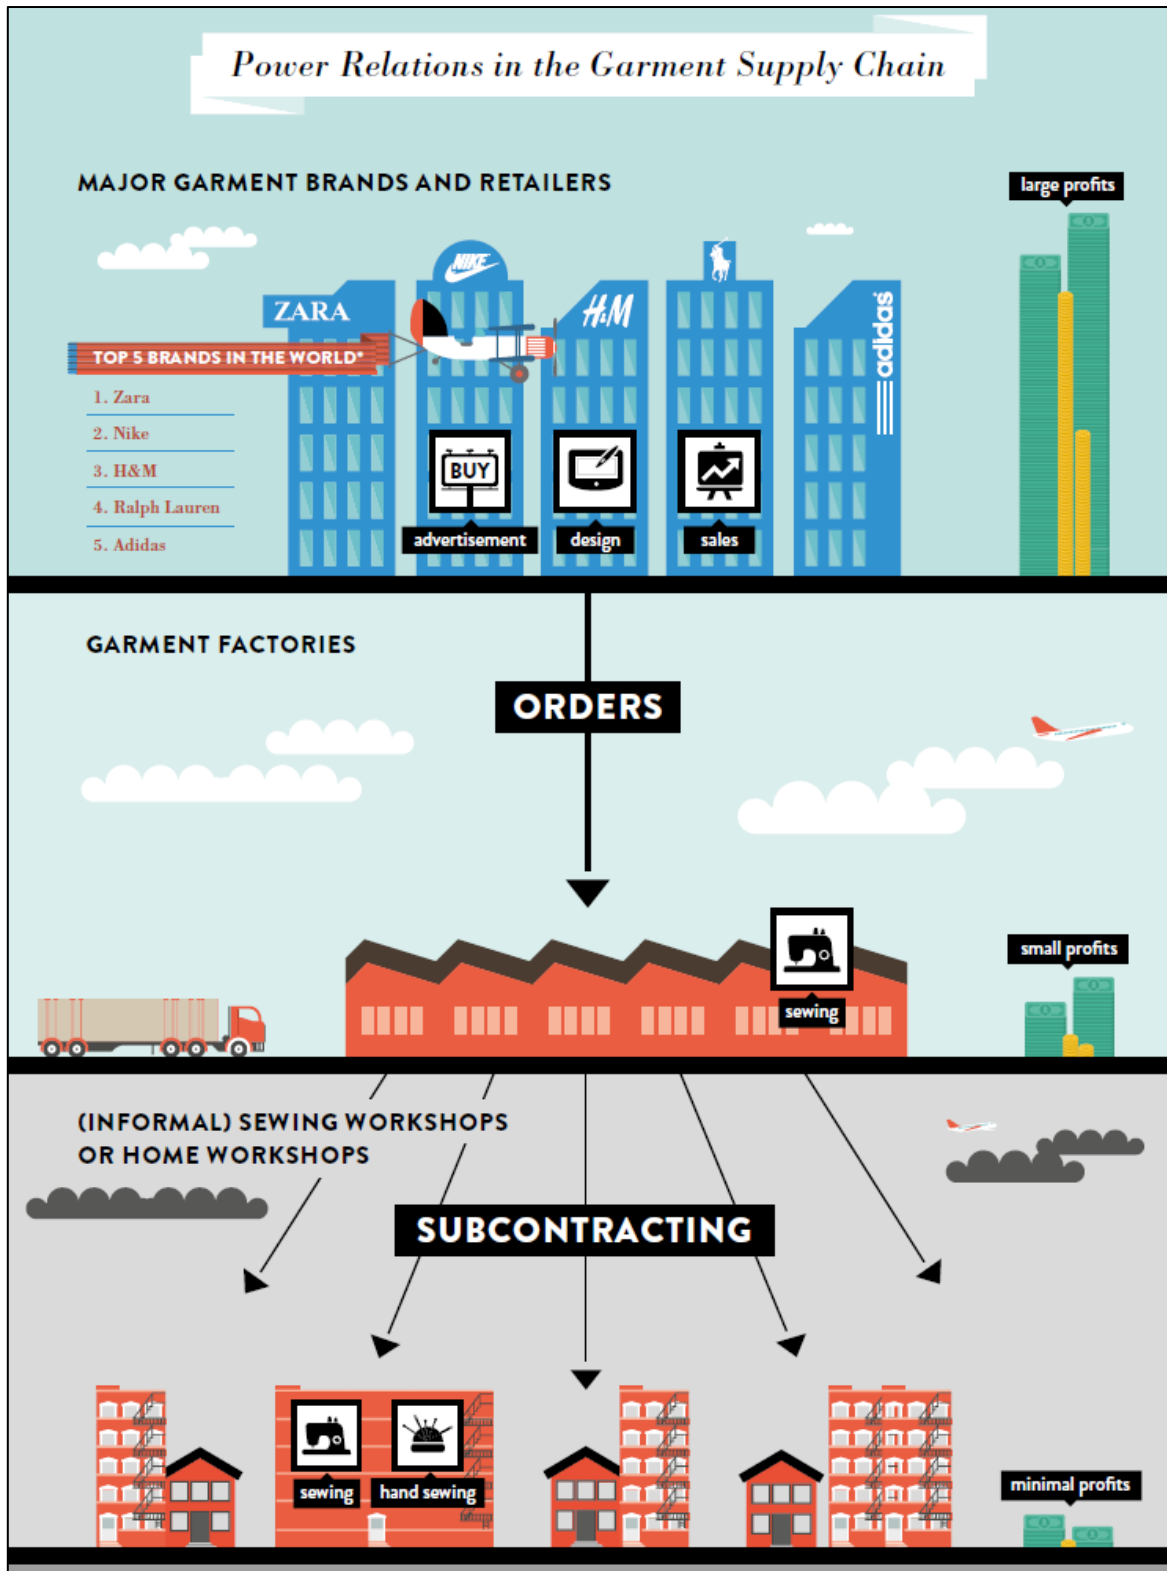 Power Relations in the Garment Supply Chain
MAJOR GARMENT BRANDS AND RETAILERS
large profits
NIKE
ZARA
H&M
adidas
TOP 5 BRANDS IN THE WORLD*
1. Zara
2. Nike
3. H&M
4. Ralph Lauren
5. Adidas
BUY
advertisement
design
sales
GARMENT FACTORIES
ORDERS
small profits
sewing
(INFORMAL) SEWING WORKSHOPS
OR HOME WORKSHOPS
SUBCONTRACTING
sewing
hand sewing
minimal profits